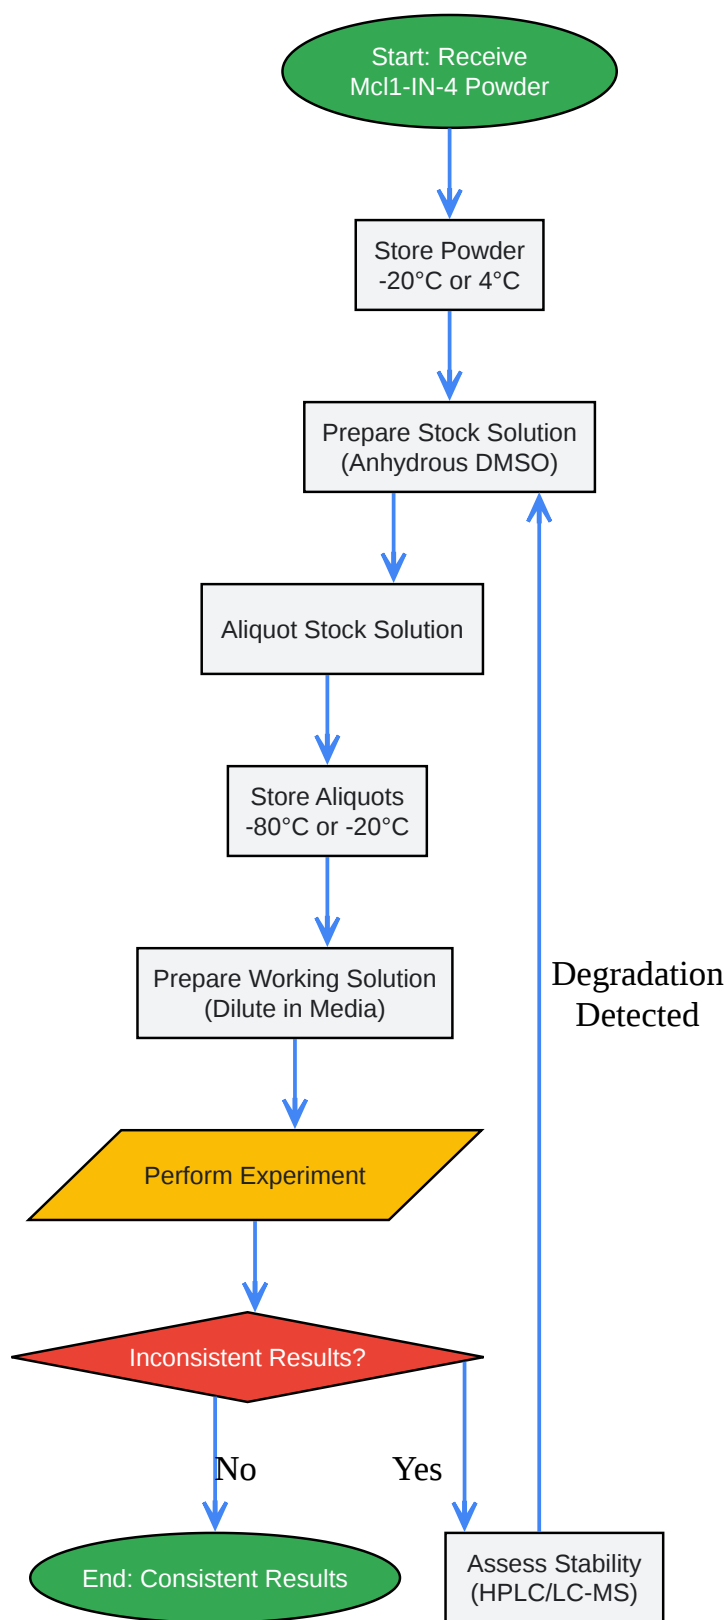 Start: Receive
Mcl1-IN-4 Powder
Store Powder
-20°C or 4°C
Prepare Stock Solution
(Anhydrous DMSO)
Aliquot Stock Solution
Store Aliquots
-80°C or -20°C
Prepare Working Solution
(Dilute in Media)
Degradation
Detected
Perform Experiment
Inconsistent Results?
No
Yes
End: Consistent Results
Assess Stability
(HPLC/LC-MS)